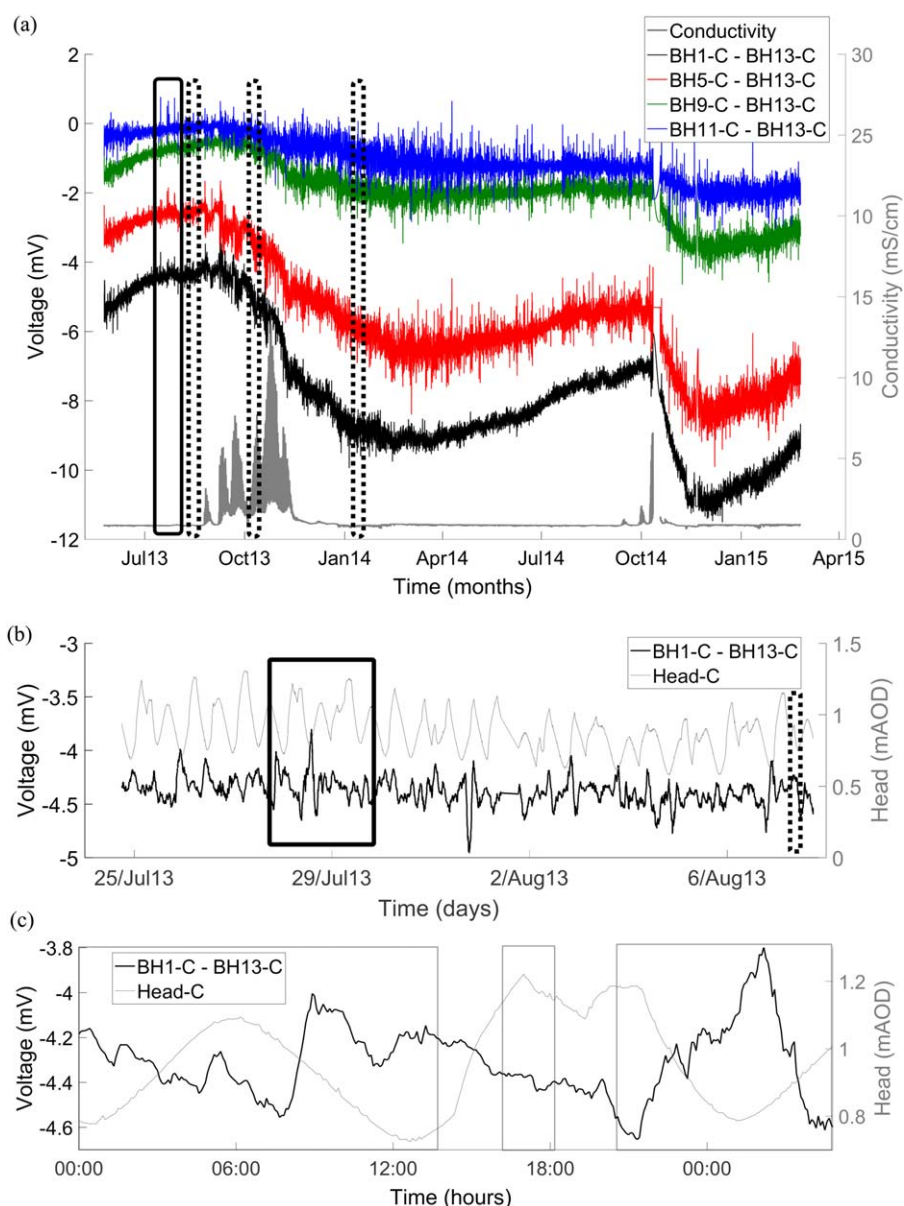 (a)
Conductivity
BH1-C - BH13-C
BH5-C - BH13-C
BH9-C - BH13-C
BH11-C - BH13-C
2
0
-2
-4
-6
-8
-10
-12
Voltage (mV)
30
25
20
15
10
5
0
Conductivity (mS/cm)
Jul13 Oct13 Jan14 Apr14 Jul14 Oct14 Jan15 Apr15
Time (months)
(b)
BH1-C - BH13-C
Head-C
-3
-3.5
-4
-4.5
-5
Voltage (mV)
1.5
1
0.5
0
Head (mAOD)
25/Jul13 29/Jul13 2/Aug13 6/Aug13
Time (days)
(c)
BH1-C - BH13-C
Head-C
-3.8
-4
-4.2
-4.4
-4.6
Voltage (mV)
1.2
1
0.8
Head (mAOD)
00:00 06:00 12:00 18:00 00:00
Time (hours)